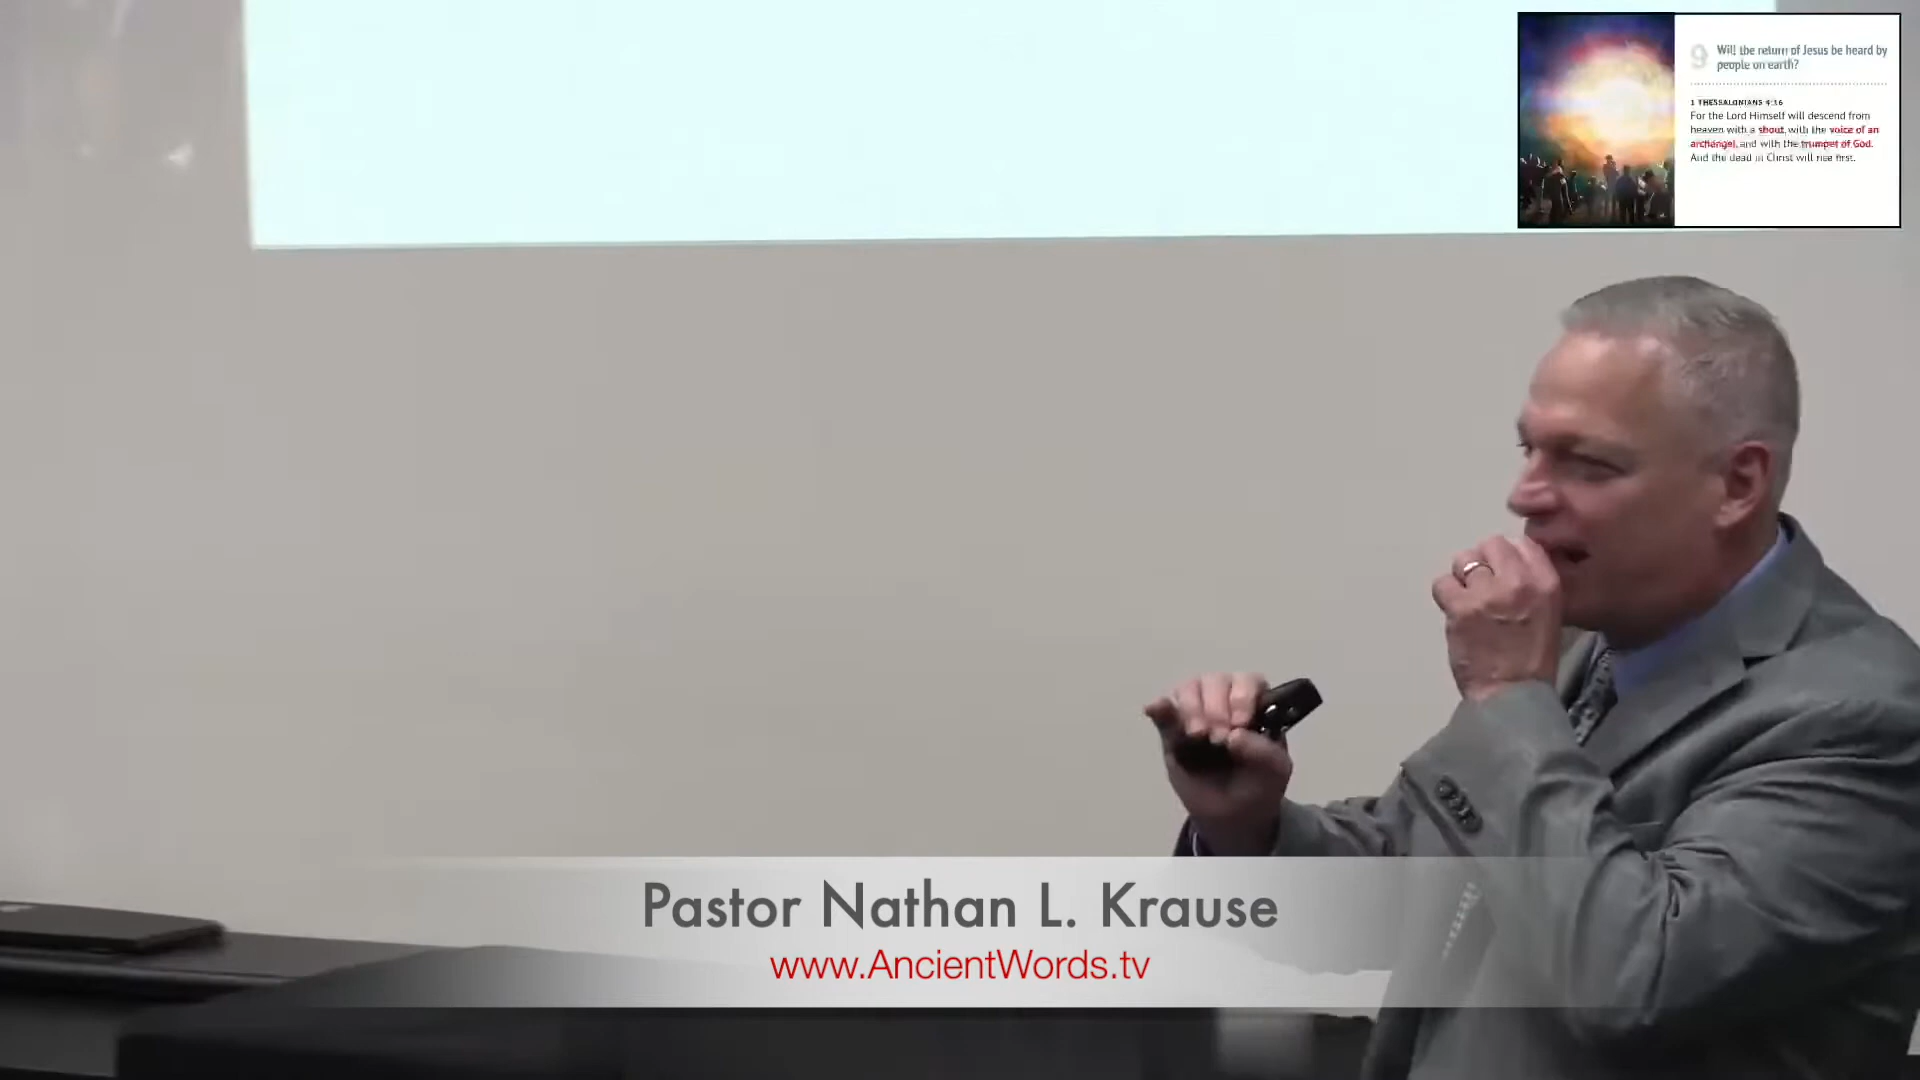 9 Will the return of Jesus be heard by
people on earth?
1 THESSALONIANS 4:16
For the Lord Himself will descend from
heaven with a shout, with the voice of an
archangel, and with the trumpet of God.
And the dead in Christ will rise first.
Pastor Nathan L. Krause
www.AncientWords.tv